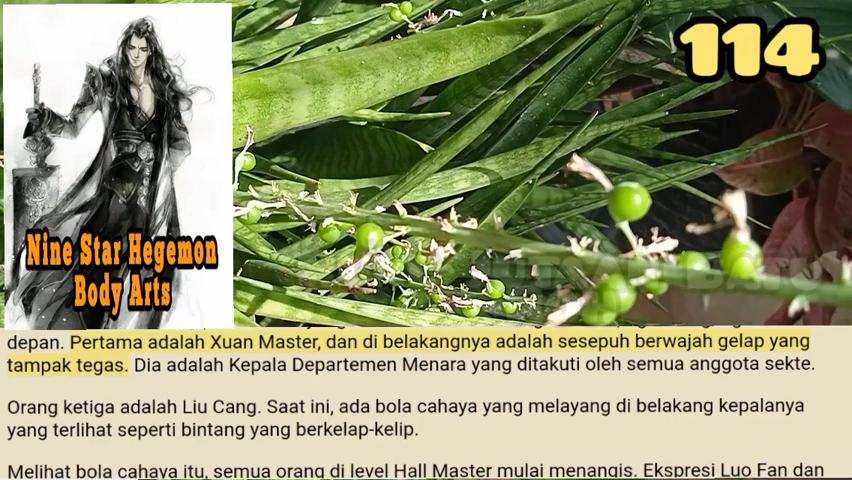 114
Nine Star Hegemon
Body Arts
depan. Pertama adalah Xuan Master, dan di belakangnya adalah sesepuh berwajah gelap yang
tampak tegas. Dia adalah Kepala Departemen Menara yang ditakuti oleh semua anggota sekte.
Orang ketiga adalah Liu Cang. Saat ini, ada bola cahaya yang melayang di belakang kepalanya
yang terlihat seperti bintang yang berkelap-kelip.
Melihat bola cahaya itu, semua orang di level Hall Master mulai menangis. Ekspresi Luo Fan dan